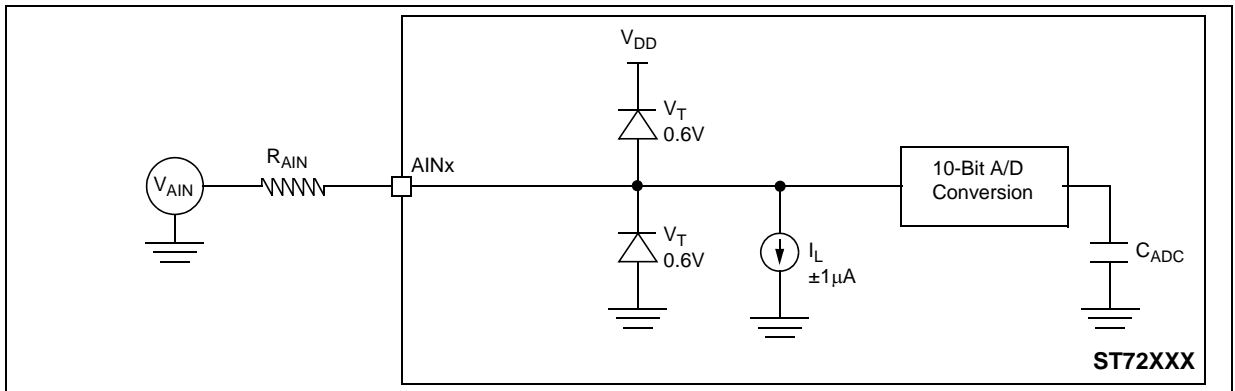 V_DD
V_T
0.6V
R_AIN
AINx
V_AIN
10-Bit A/D
Conversion
V_T
0.6V
I_L
±1μA
C_ADC
ST72XXX